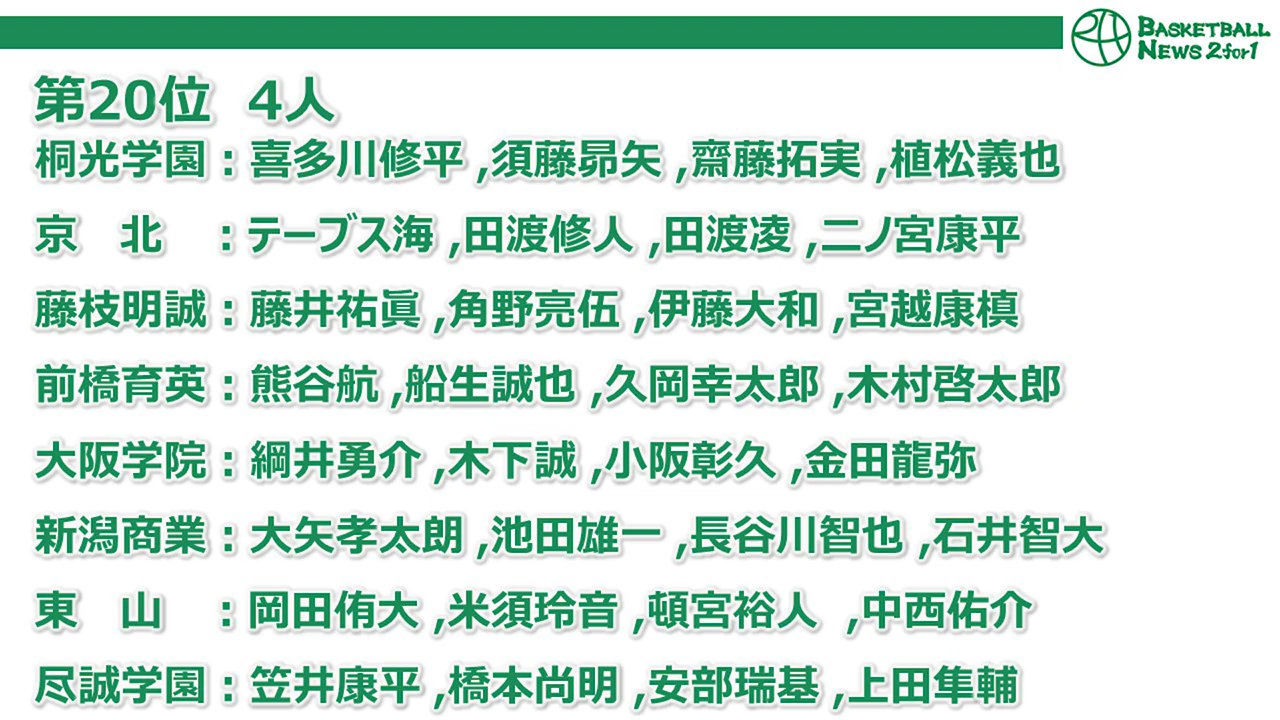 BASKETBALL
NEWS 2for1
第20位 4人
桐光学園：喜多川修平 ,須藤昴矢 ,齋藤拓実 ,植松義也
京　北　：テーブス海 ,田渡修人 ,田渡凌 ,二ノ宮康平
藤枝明誠：藤井祐眞 ,角野亮伍 ,伊藤大和 ,宮越康槙
前橋育英：熊谷航 ,船生誠也 ,久岡幸太郎 ,木村啓太郎
大阪学院：綱井勇介 ,木下誠 ,小阪彰久 ,金田龍弥
新潟商業：大矢孝太朗 ,池田雄一 ,長谷川智也 ,石井智大
東　山　：岡田侑大 ,米須玲音 ,頓宮裕人 ,中西佑介
尽誠学園：笠井康平 ,橋本尚明 ,安部瑞基 ,上田隼輔